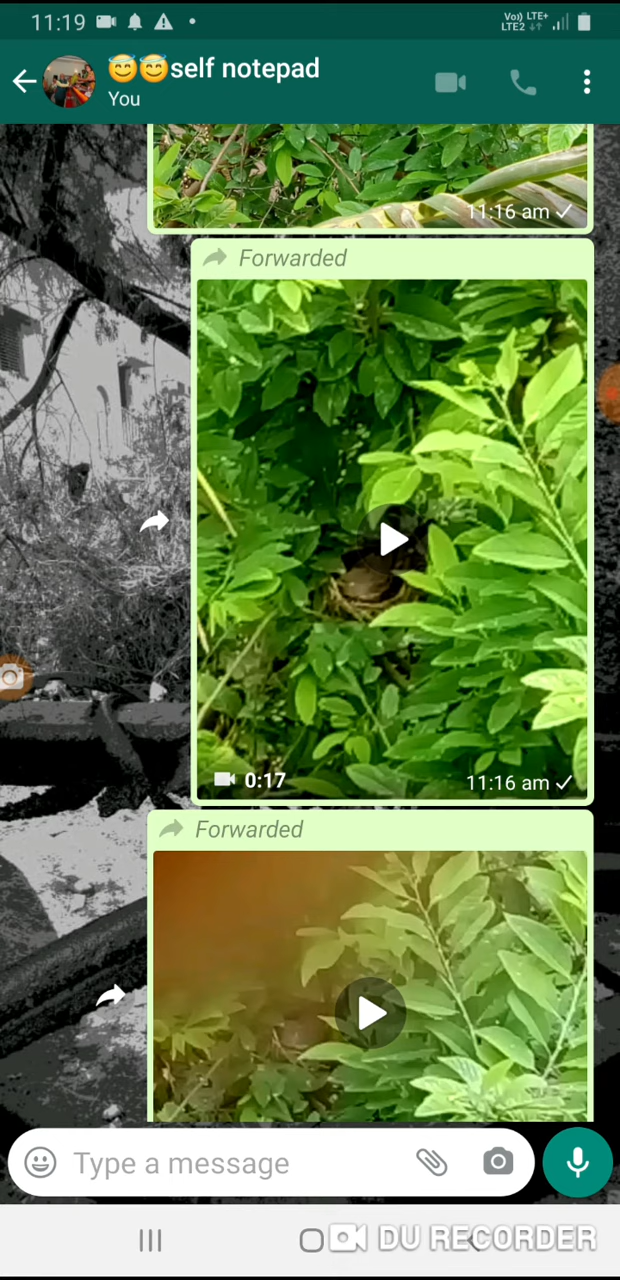 11:19
Vo) LTE+
LTE2
😇😇self notepad
You
11:16 am
Forwarded
0:17
11:16 am
Forwarded
Type a message
DU RECORDER